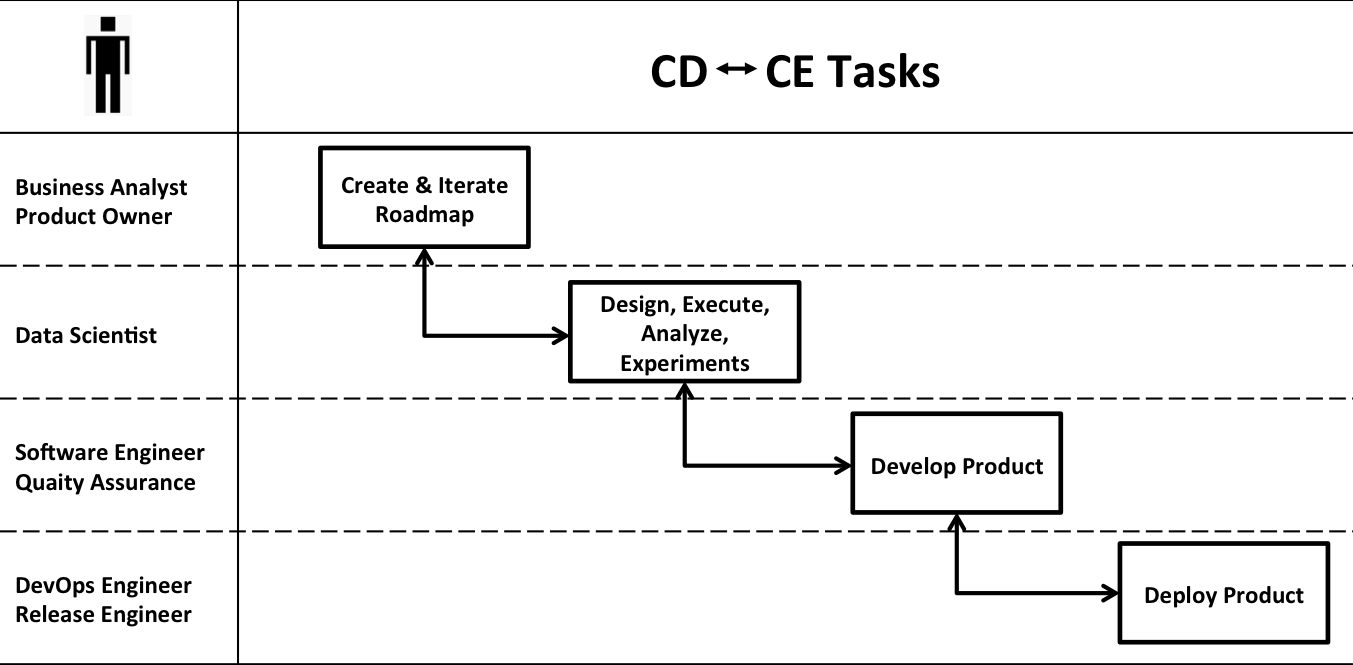 CD ↔ CE Tasks
Business Analyst
Product Owner
Create & Iterate
Roadmap
Data Scientist
Design, Execute,
Analyze,
Experiments
Software Engineer
Quaity Assurance
Develop Product
DevOps Engineer
Release Engineer
Deploy Product